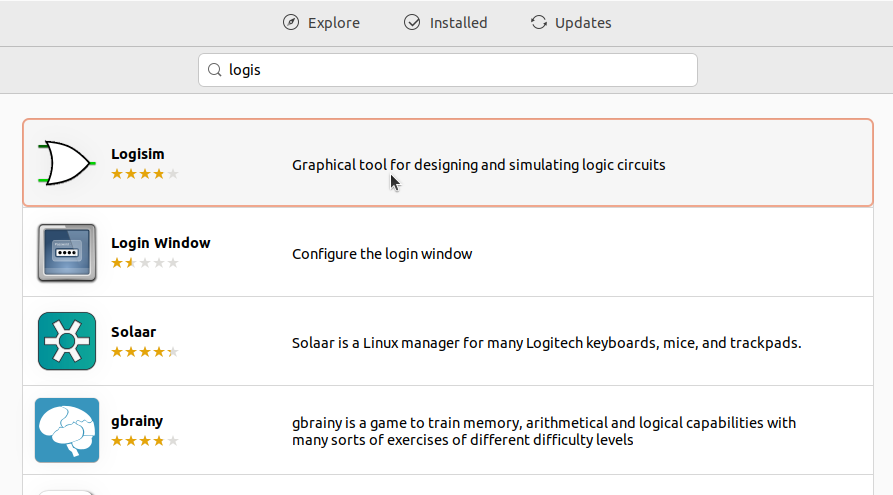 Explore Installed Updates
logis
Logisim
Graphical tool for designing and simulating logic circuits
Login Window
Configure the login window
Solaar
Solaar is a Linux manager for many Logitech keyboards, mice, and trackpads.
gbrainy
gbrainy is a game to train memory, arithmetical and logical capabilities with
many sorts of exercises of different difficulty levels